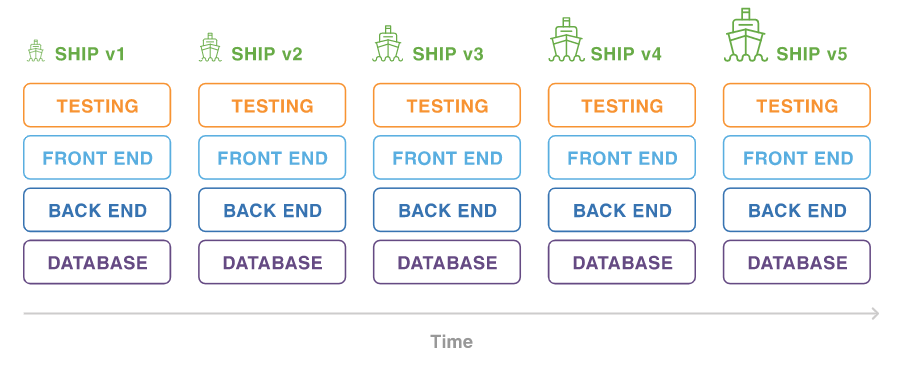 SHIP v1 SHIP v2 SHIP v3 SHIP v4 SHIP v5
TESTING TESTING TESTING TESTING TESTING
FRONT END FRONT END FRONT END FRONT END FRONT END
BACK END BACK END BACK END BACK END BACK END
DATABASE DATABASE DATABASE DATABASE DATABASE
Time